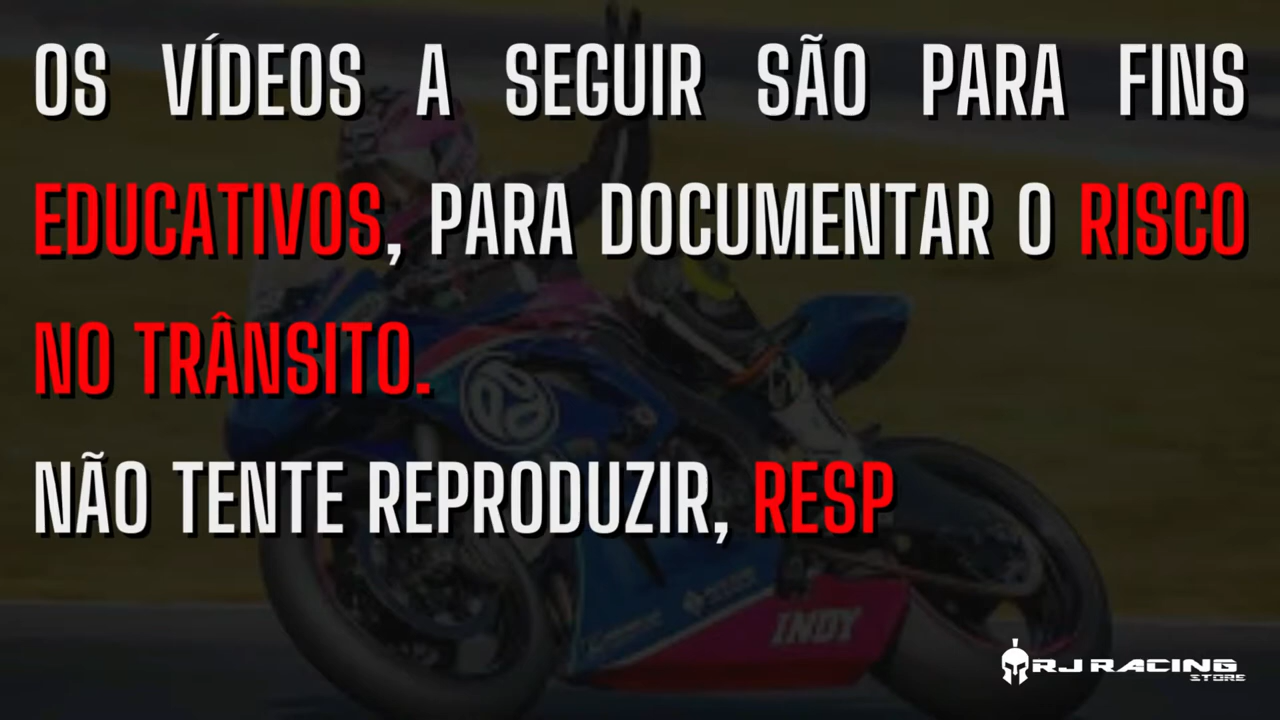 OS VÍDEOS A SEGUIR SÃO PARA FINS
EDUCATIVOS, PARA DOCUMENTAR O RISCO
NO TRÂNSITO.
NÃO TENTE REPRODUZIR, RESP
INDY
RJ RACING
STORE